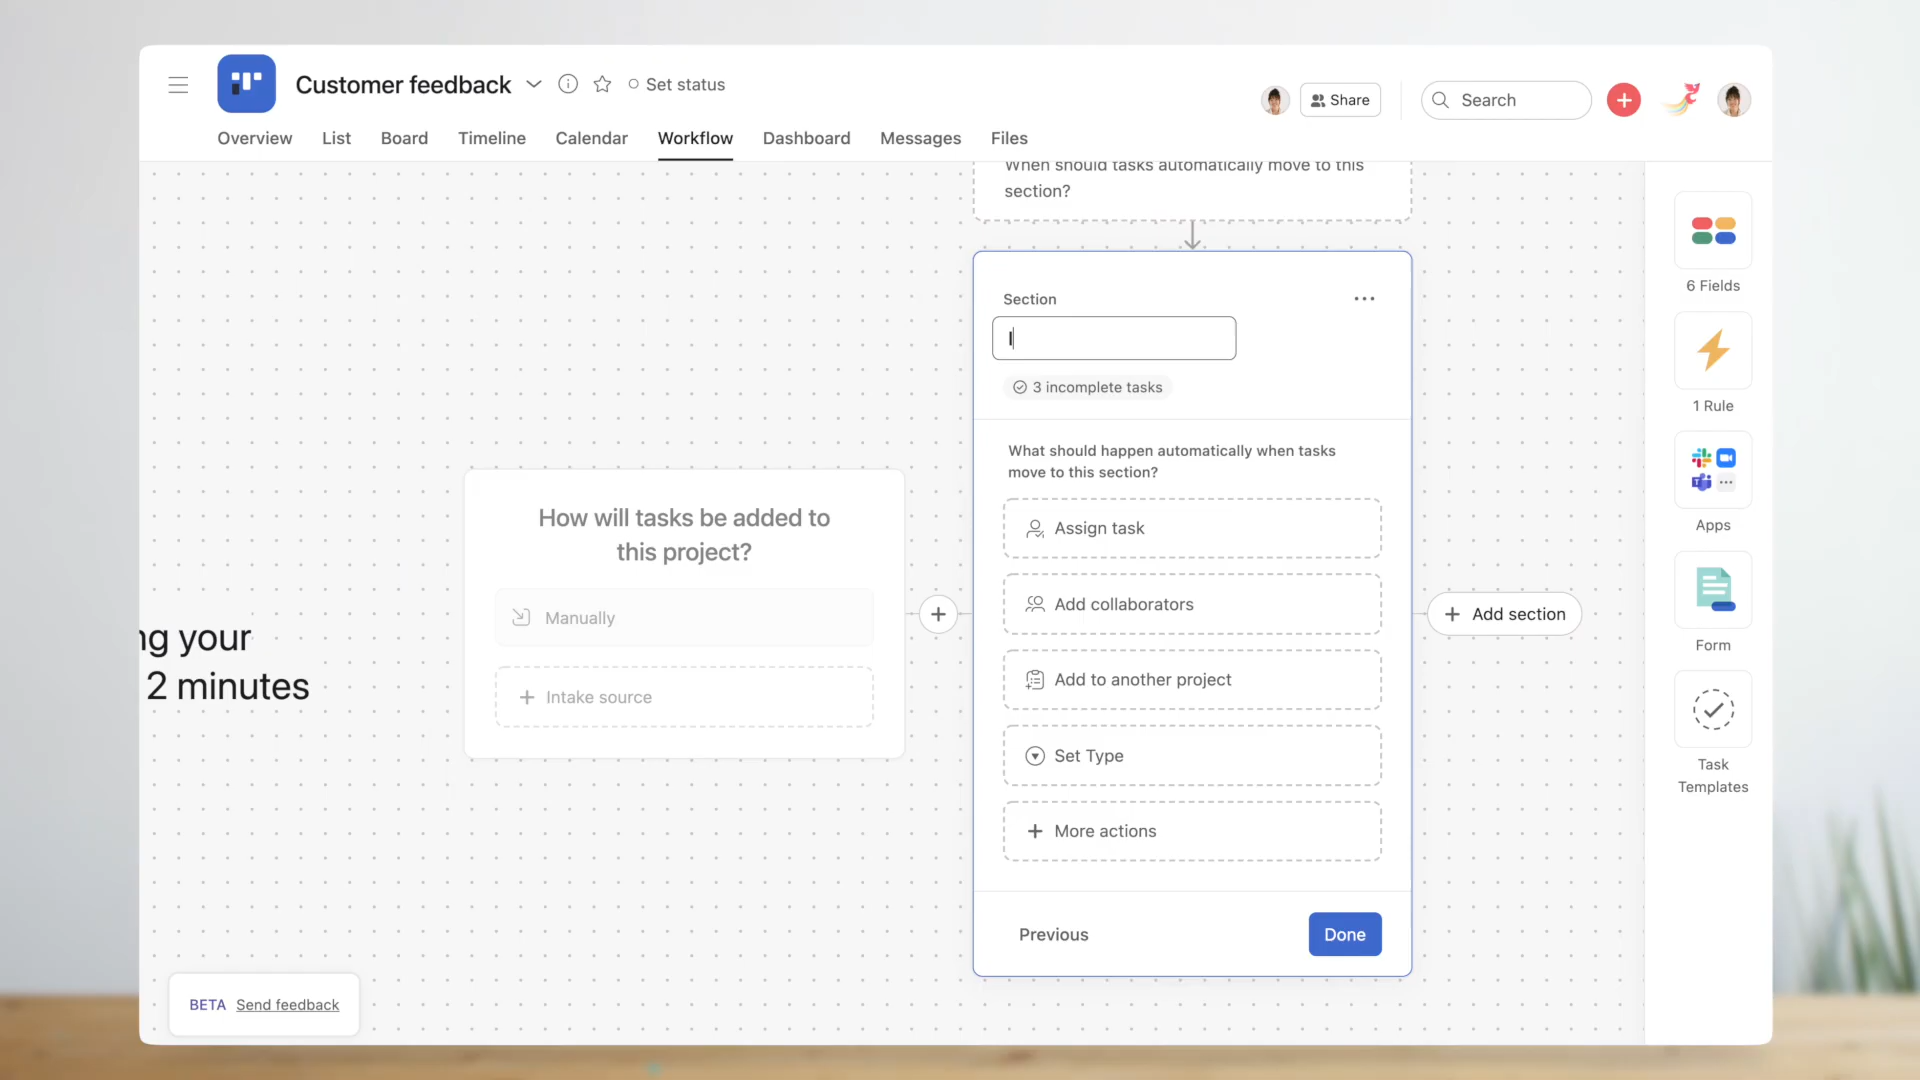 Customer feedback
Set status
Share
Search
Overview
List
Board
Timeline
Calendar
Workflow
Dashboard
Messages
Files
When should tasks automatically move to this
section?
Section
I
3 incomplete tasks
What should happen automatically when tasks
move to this section?
Assign task
Add collaborators
Add to another project
Set Type
More actions
Previous
Done
How will tasks be added to
this project?
Manually
Intake source
your
2 minutes
Add section
6 Fields
1 Rule
Apps
Form
Task
Templates
BETA Send feedback